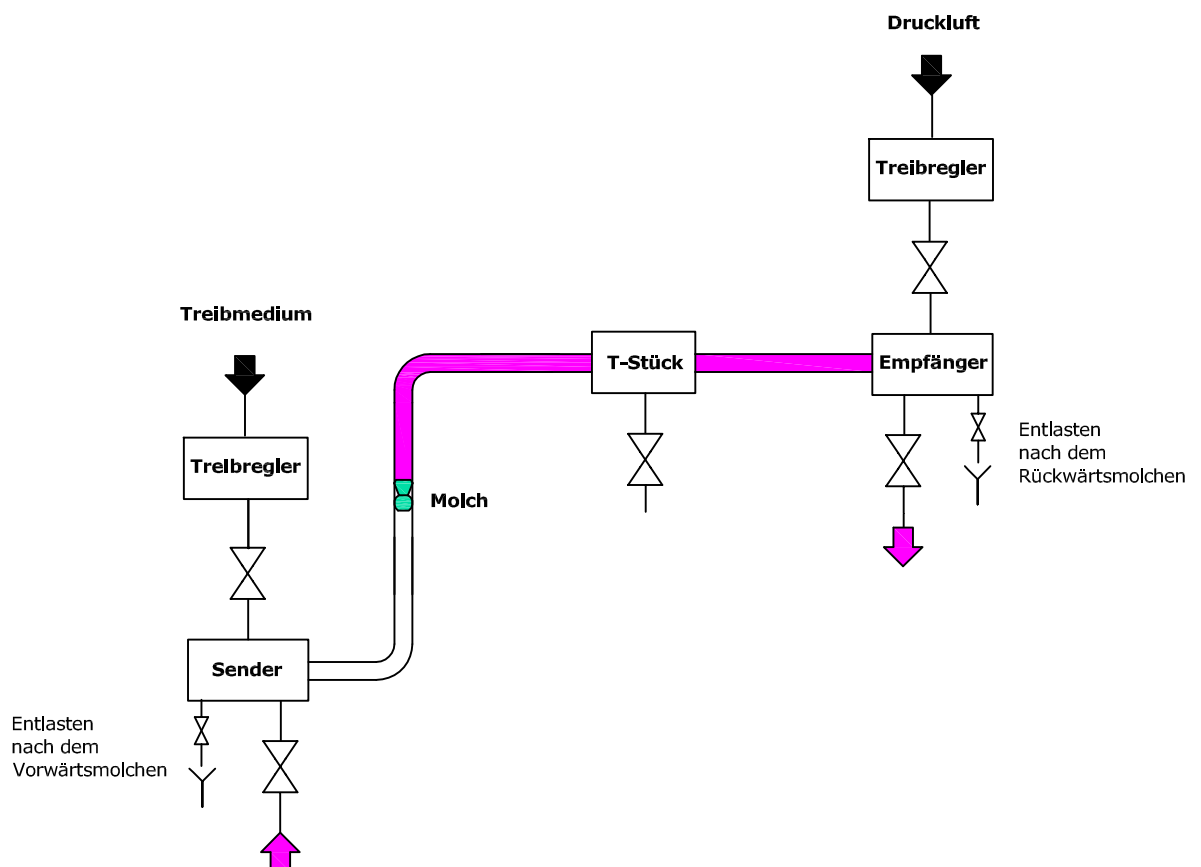 Druckluft
Treibregler
Treibmedium
T-Stück
Empfänger
Entlasten
nach dem
Rückwärtsmolchen
Treibregler
Molch
Sender
Entlasten
nach dem
Vorwärtsmolchen